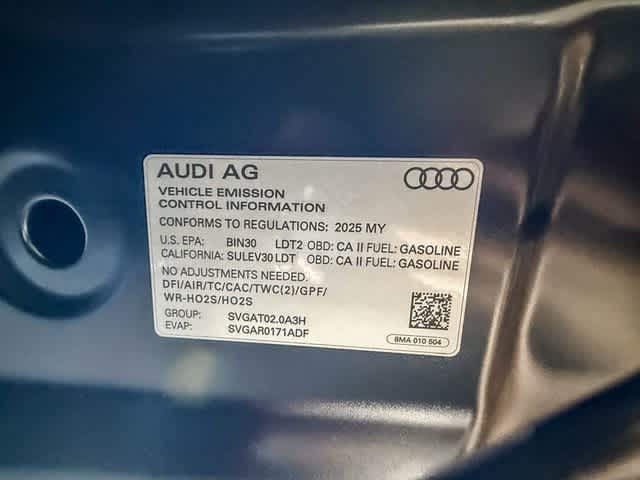 AUDI AG
VEHICLE EMISSION
CONTROL INFORMATION
CONFORMS TO REGULATIONS: 2025 MY
U.S. EPA: BIN30 LDT2 OBD: CA II FUEL: GASOLINE
CALIFORNIA: SULEV30 LDT OBD: CA II FUEL: GASOLINE
NO ADJUSTMENTS NEEDED.
DFI/AIR/TC/CAC/TWC(2)/GPF/
WR-HO2S/HO2S
GROUP: SVGAT02.0A3H
EVAP: SVGAR0171ADF
8MA 010 504